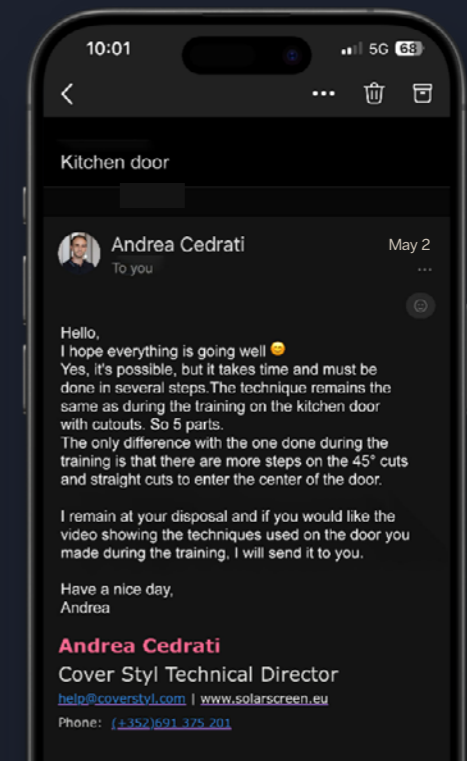 10:01 5G 68
Kitchen door
Andrea Cedrati May 2
To you
Hello,
I hope everything is going well 😊
Yes, it's possible, but it takes time and must be
done in several steps.The technique remains the
same as during the training on the kitchen door
with cutouts. So 5 parts.
The only difference with the one done during the
training is that there are more steps on the 45° cuts
and straight cuts to enter the center of the door.
I remain at your disposal and if you would like the
video showing the techniques used on the door you
made during the training, I will send it to you.
Have a nice day,
Andrea
Andrea Cedrati
Cover Styl Technical Director
help@coverstyl.com | www.solarscreen.eu
Phone: (+352)691 375 201